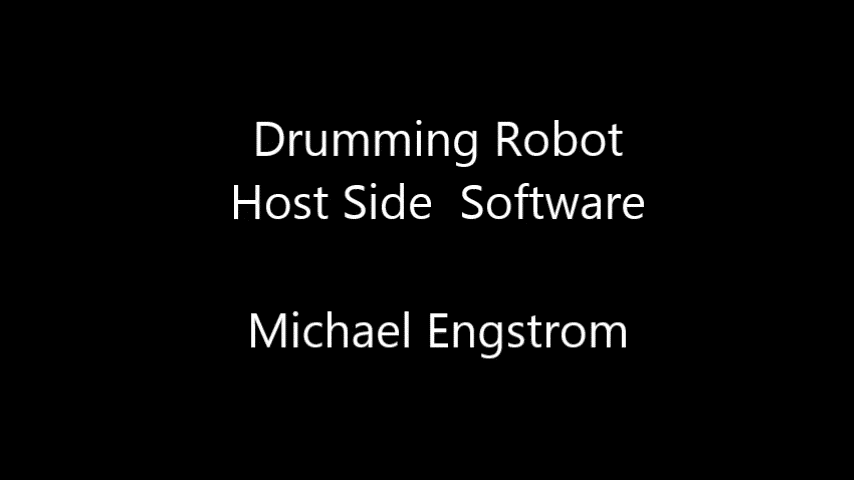 Drumming Robot
Host Side  Software
Michael Engstrom